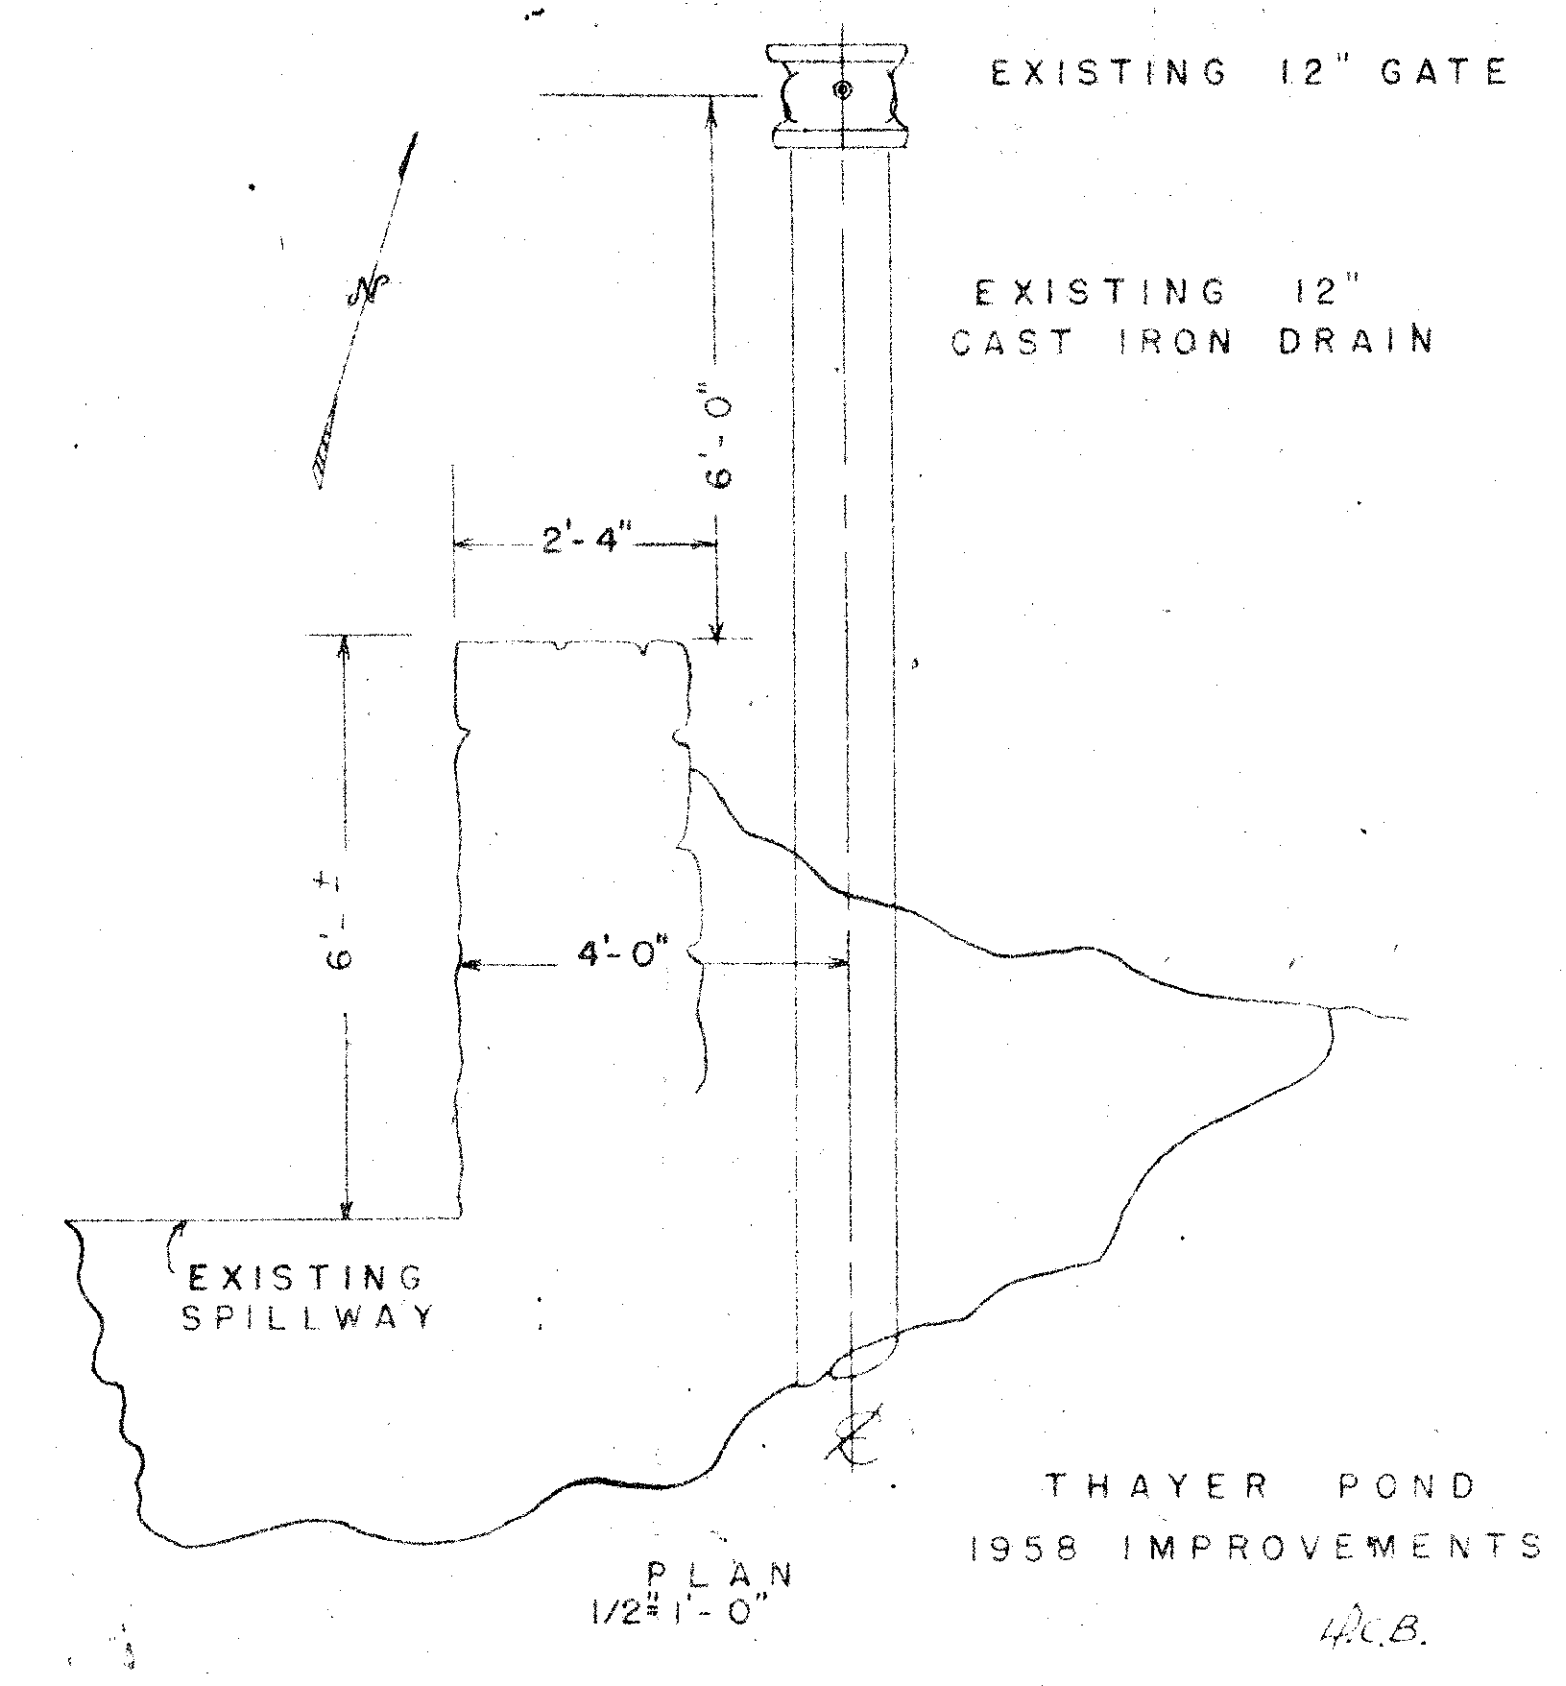 EXISTING 12" GATE
N
EXISTING 12"
CAST IRON DRAIN
6'-0"
2'-4"
6'-±
4'-0"
EXISTING
SPILLWAY
THAYER POND
1958 IMPROVEMENTS
PLAN
1/2"=1'-0"